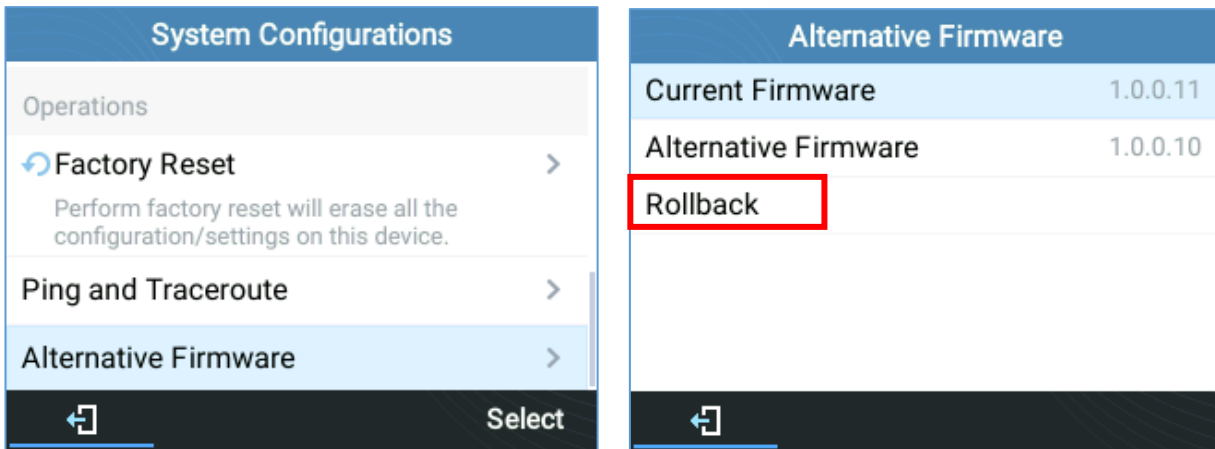 System Configurations
Operations
Factory Reset
Perform factory reset will erase all the
configuration/settings on this device.
Ping and Traceroute
Alternative Firmware
Select
Alternative Firmware
Current Firmware 1.0.0.11
Alternative Firmware 1.0.0.10
Rollback